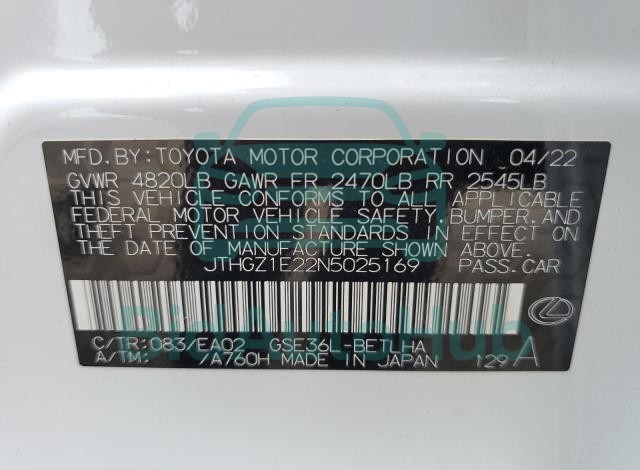 MFD. BY: TOYOTA MOTOR CORPORATION 04/22
GVWR 4820LB GAWR FR 2470LB RR 2545LB
THIS VEHICLE CONFORMS TO ALL APPLICABLE
FEDERAL MOTOR VEHICLE SAFETY, BUMPER, AND
THEFT PREVENTION STANDARDS IN EFFECT ON
THE DATE OF MANUFACTURE SHOWN ABOVE.
JTHGZ1E22N5025169 PASS. CAR
C/TR: 083/EA02 GSE36L-BETLHA
A/TM: /A760H MADE IN JAPAN 129 A
BidAutoHub